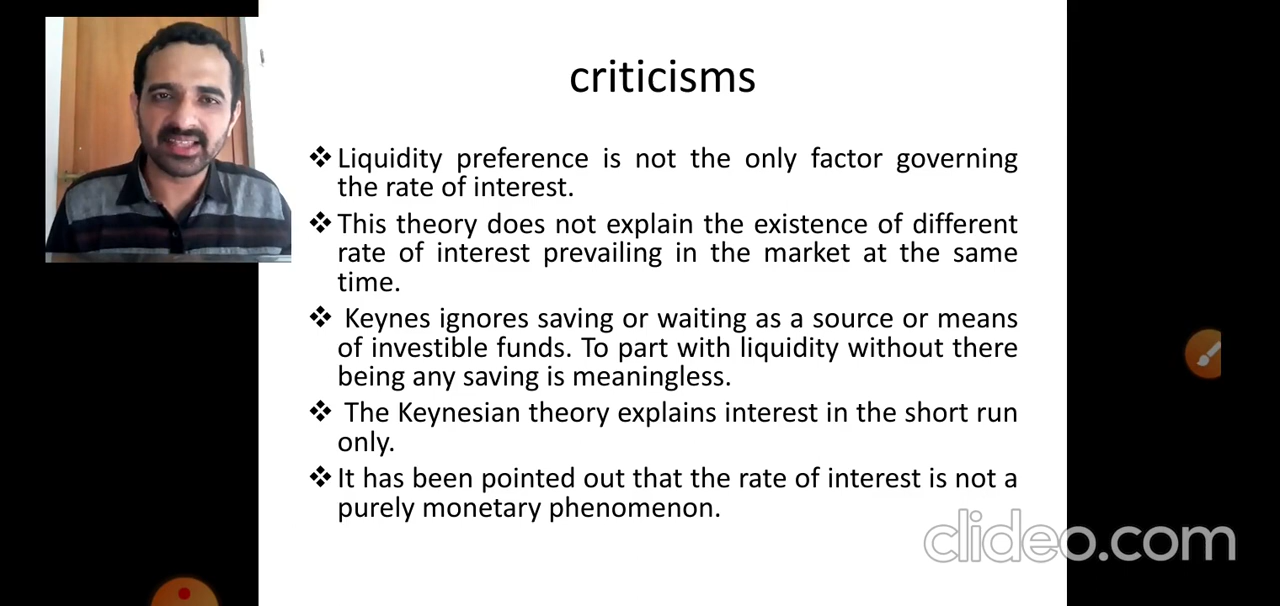 criticisms
❖ Liquidity preference is not the only factor governing
the rate of interest.
❖ This theory does not explain the existence of different
rate of interest prevailing in the market at the same
time.
❖ Keynes ignores saving or waiting as a source or means
of investible funds. To part with liquidity without there
being any saving is meaningless.
❖ The Keynesian theory explains interest in the short run
only.
❖ It has been pointed out that the rate of interest is not a
purely monetary phenomenon.
clideo.com